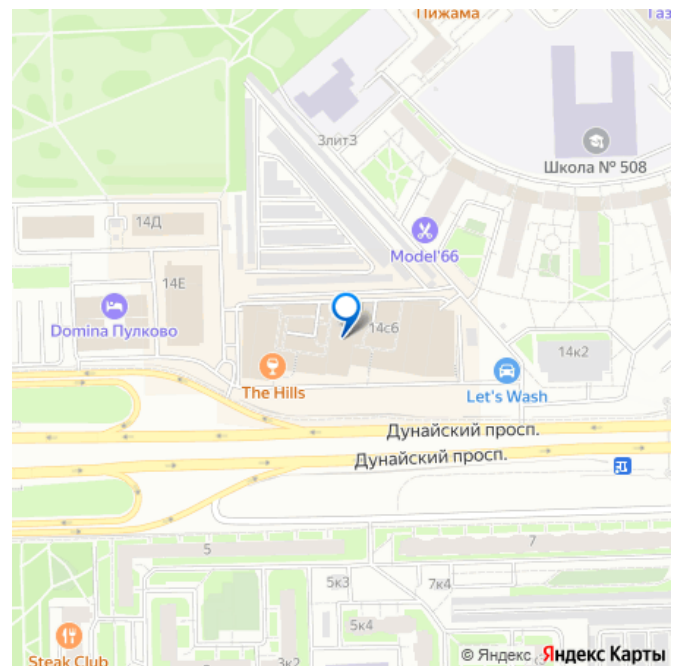 Пижама
Газ
3лит3
Школа № 508
14Д
Model'66
14Е
Domina Пулково
14с6
14к2
The Hills
Let's Wash
Дунайский просп.
Дунайский просп.
5
7
5к3
7к4
5к4
Steak Club
3к2
© Яндекс Яндекс Карты